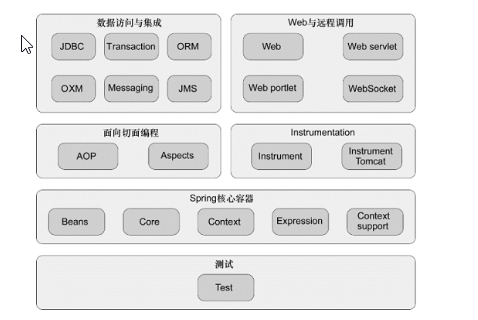 数据访问与集成
JDBC
Transaction
ORM
OXM
Messaging
JMS
Web与远程调用
Web
Web servlet
Web portlet
WebSocket
面向切面编程
AOP
Aspects
Instrumentation
Instrument
Instrument
Tomcat
Spring核心容器
Beans
Core
Context
Expression
Context
support
测试
Test